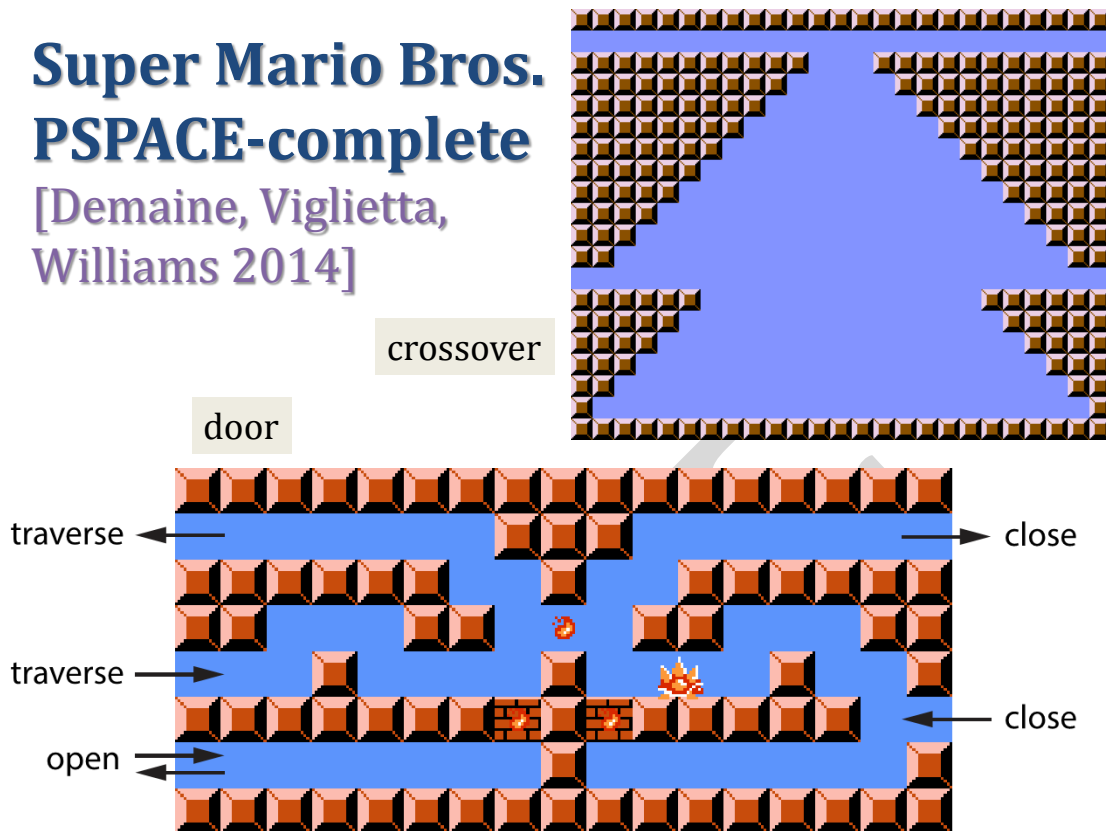 Super Mario Bros.
PSPACE-complete
[Demaine, Viglietta,
Williams 2014]
crossover
door
traverse
close
traverse
close
open